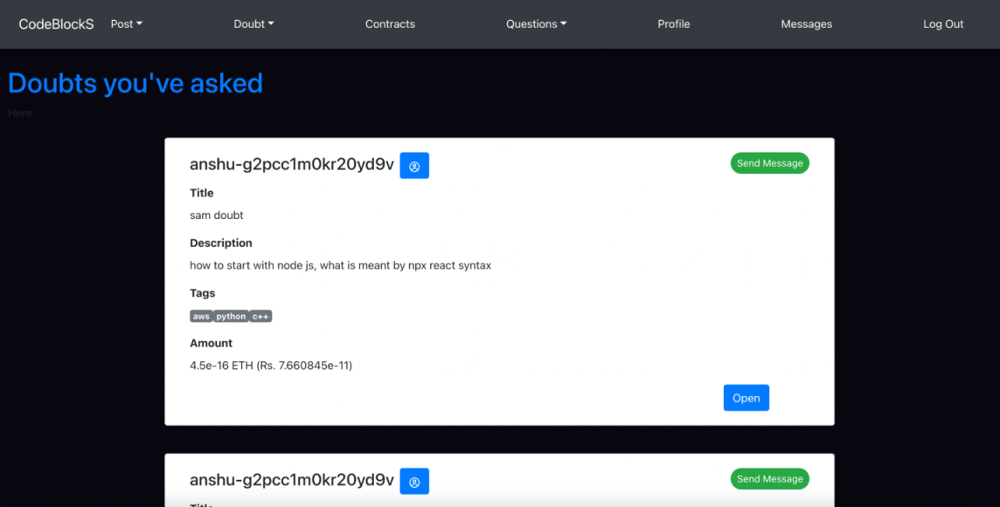 CodeBlockS Post Doubt Contracts Questions Profile Messages Log Out
Doubts you've asked
Here
anshu-g2pcc1m0kr20yd9v Send Message
Title
sam doubt
Description
how to start with node js, what is meant by npx react syntax
Tags
aws python c++
Amount
4.5e-16 ETH (Rs. 7.660845e-11)
Open
anshu-g2pcc1m0kr20yd9v Send Message
Title